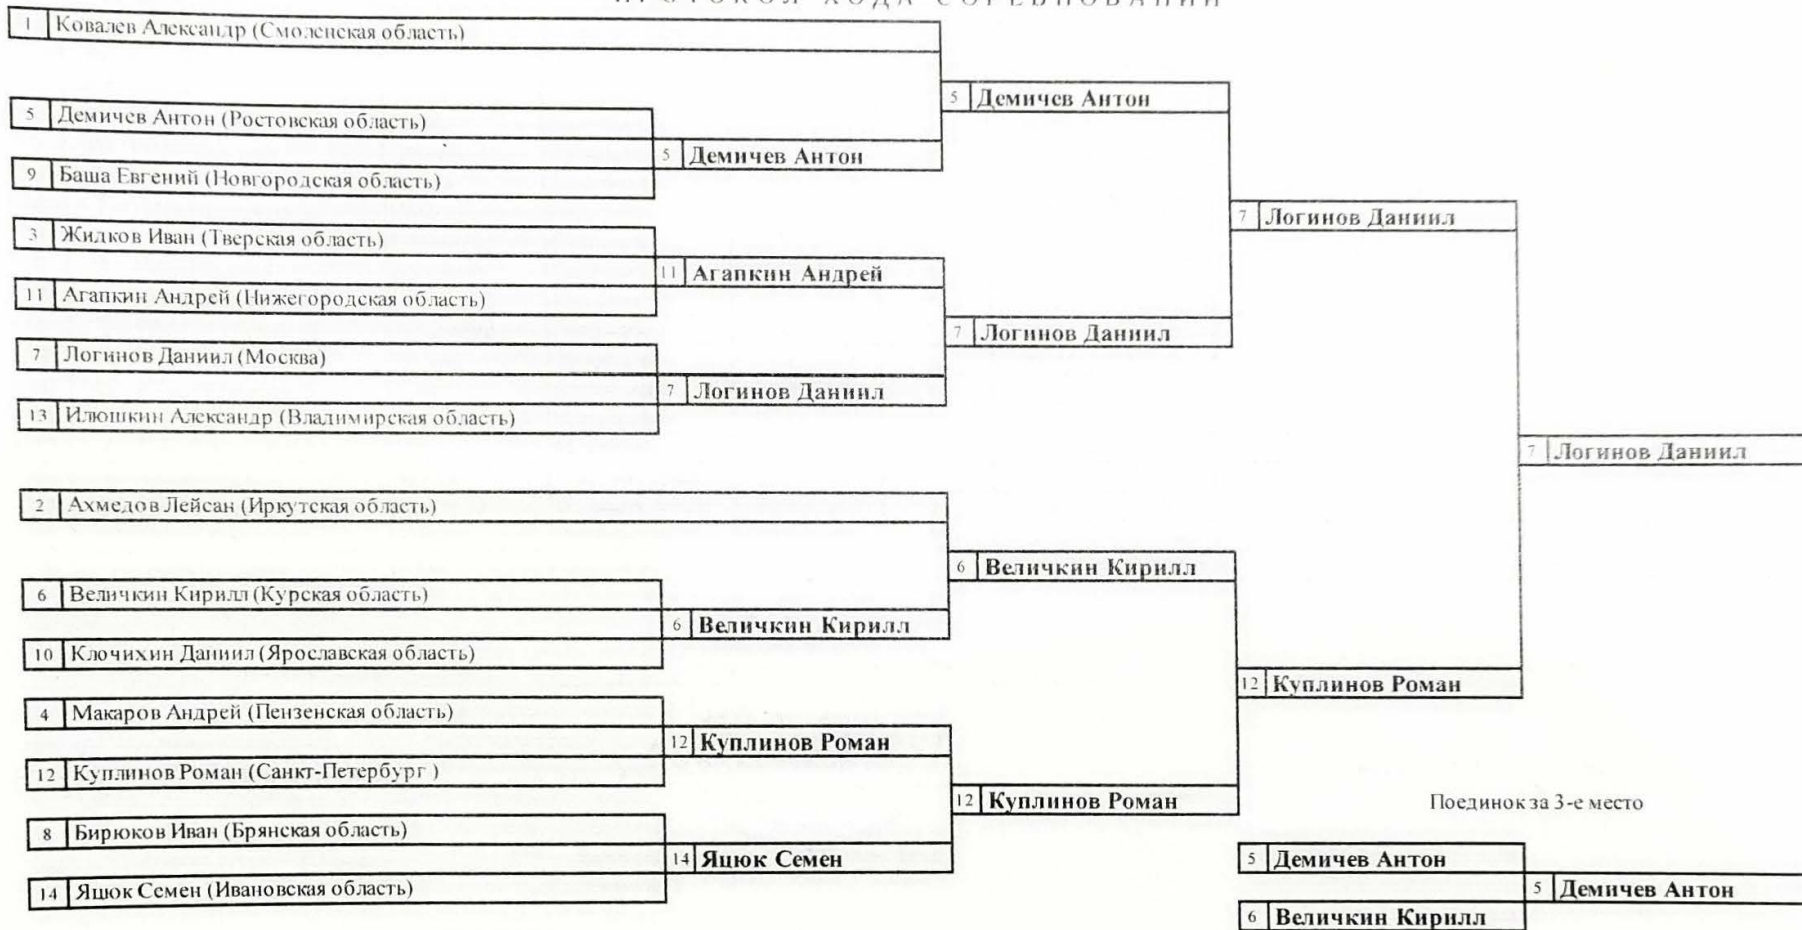 ПРОТОКОЛ ХОДА СОРЕВНОВАНИЙ
1 Ковалев Александр (Смоленская область)
5 Демичев Антон
5 Демичев Антон (Ростовская область)
5 Демичев Антон
9 Баша Евгений (Новгородская область)
7 Логинов Даниил
3 Жидков Иван (Тверская область)
11 Агапкин Андрей
11 Агапкин Андрей (Нижегородская область)
7 Логинов Даниил
7 Логинов Даниил (Москва)
7 Логинов Даниил
13 Илюшкин Александр (Владимирская область)
7 Логинов Даниил
2 Ахмедов Лейсан (Иркутская область)
6 Величкин Кирилл
6 Величкин Кирилл (Курская область)
6 Величкин Кирилл
10 Клочихин Даниил (Ярославская область)
12 Куплинов Роман
4 Макаров Андрей (Пензенская область)
12 Куплинов Роман
12 Куплинов Роман (Санкт-Петербург )
12 Куплинов Роман
Поединок за 3-е место
8 Бирюков Иван (Брянская область)
14 Яцюк Семен
5 Демичев Антон
14 Яцюк Семен (Ивановская область)
5 Демичев Антон
6 Величкин Кирилл